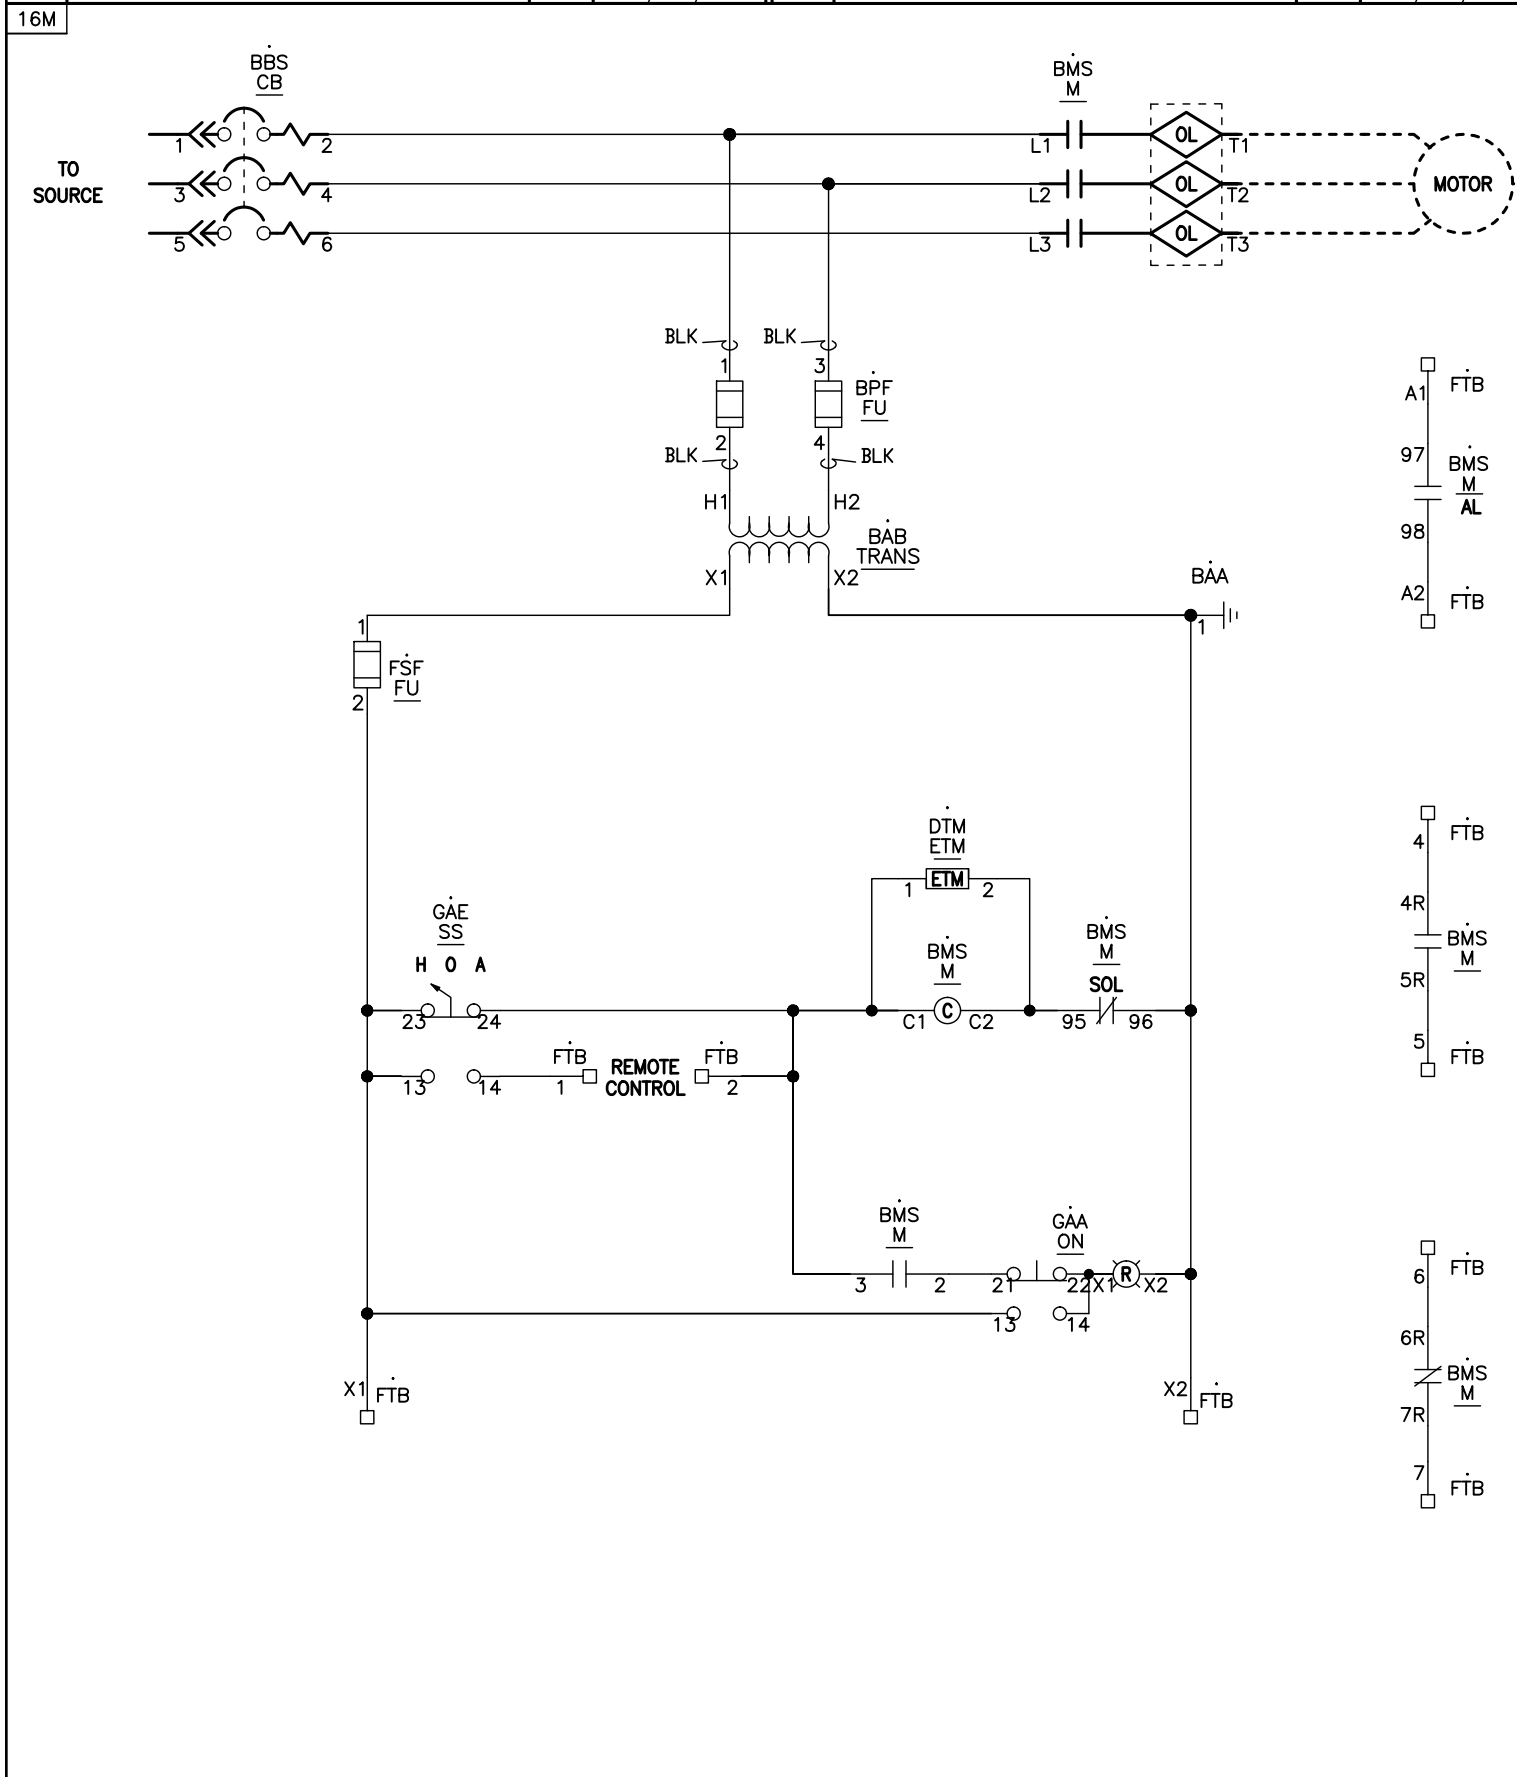 16M
BBS
CB
BMS
M
1
2
L1
OL
T1
TO
SOURCE
3
4
L2
OL
T2
MOTOR
5
6
L3
OL
T3
BLK
BLK
1
3
BPF
FU
2
4
BLK
BLK
H1
H2
BAB
TRANS
X1
X2
BAA
1
A1
FTB
97
BMS
M
AL
98
A2
FTB
1
FSF
FU
2
DTM
ETM
1
ETM
2
GAE
SS
H O A
BMS
M
BMS
M
SOL
23
24
C1
C
C2
95
96
FTB
REMOTE
CONTROL
FTB
13
14
1
2
4
FTB
4R
BMS
M
5R
5
FTB
BMS
M
GAA
ON
3
2
21
22
X1
R
X2
13
14
X1
FTB
X2
FTB
6
FTB
6R
BMS
M
7R
7
FTB